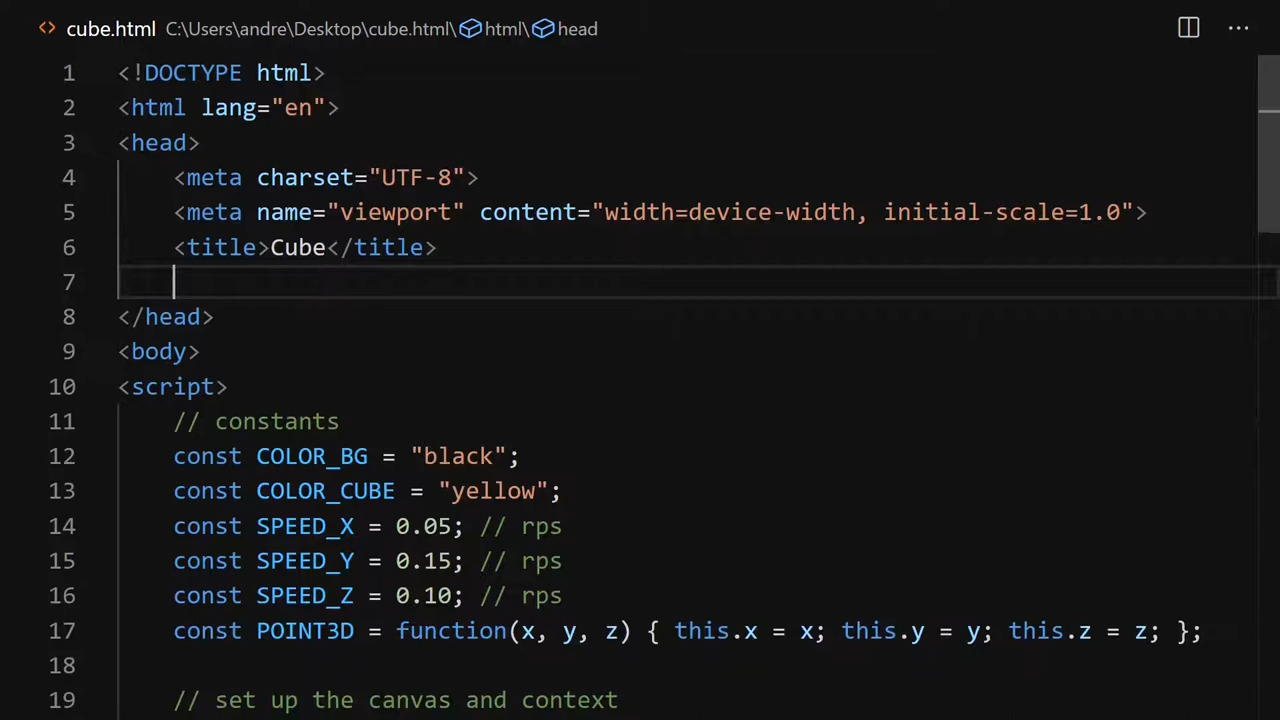 cube.html C:\Users\andre\Desktop\cube.html\html\head
1 <!DOCTYPE html>
2 <html lang="en">
3 <head>
4 <meta charset="UTF-8">
5 <meta name="viewport" content="width=device-width, initial-scale=1.0">
6 <title>Cube</title>
7
8 </head>
9 <body>
10 <script>
11 // constants
12 const COLOR_BG = "black";
13 const COLOR_CUBE = "yellow";
14 const SPEED_X = 0.05; // rps
15 const SPEED_Y = 0.15; // rps
16 const SPEED_Z = 0.10; // rps
17 const POINT3D = function(x, y, z) { this.x = x; this.y = y; this.z = z; };
18
19 // set up the canvas and context